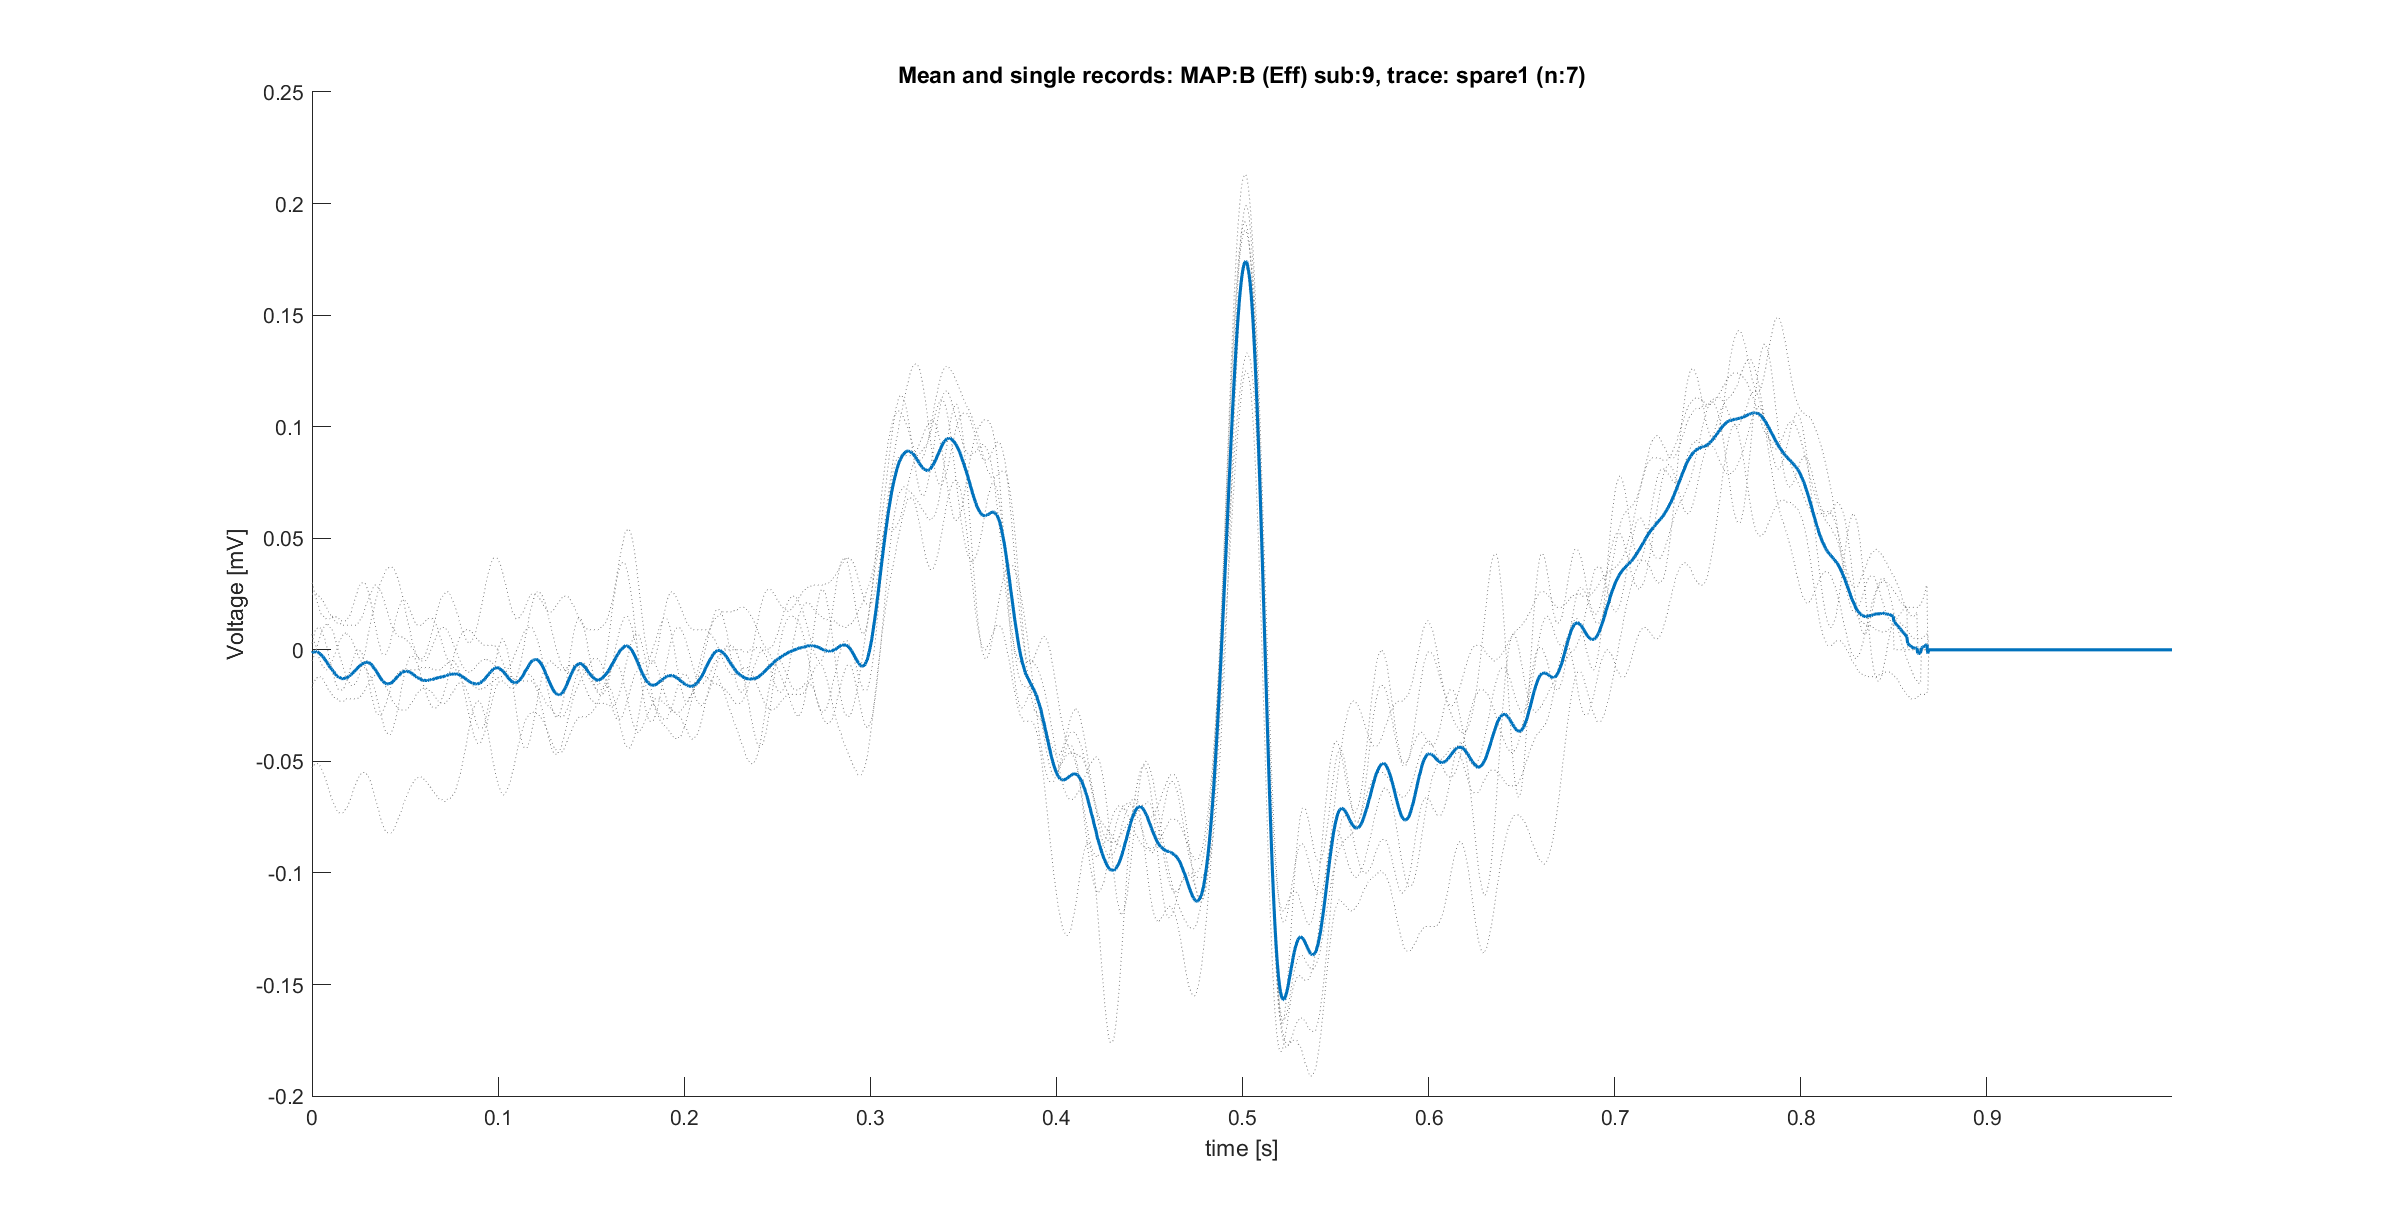 Mean and single records: MAP:B (Eff) sub:9, trace: spare1 (n:7)
0.25
0.2
0.15
0.1
0.05
0
-0.05
-0.1
-0.15
-0.2
Voltage [mV]
0 0.1 0.2 0.3 0.4 0.5 0.6 0.7 0.8 0.9
time [s]